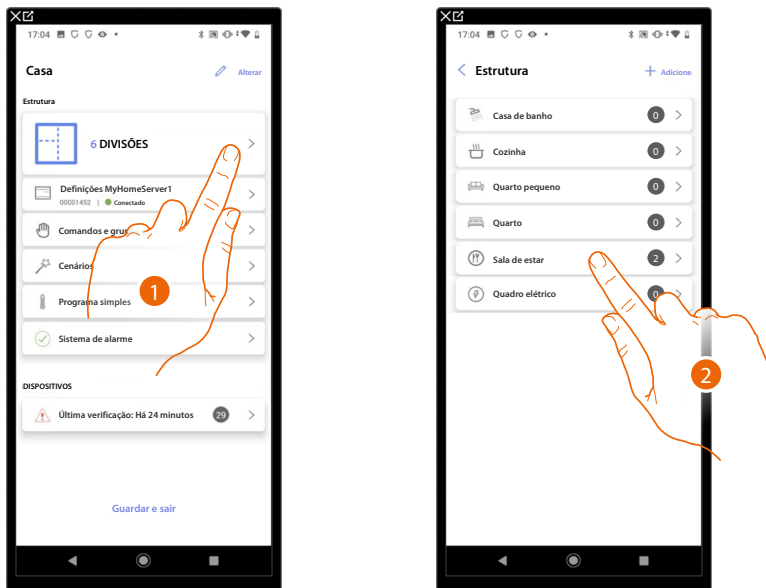 17:04
Casa
Alterar
Estrutura
6 DIVISÕES
Definições MyHomeServer1
00001452 | Conectado
Comandos e gru
Cenários
Programa simples
Sistema de alarme
DISPOSITIVOS
Última verificação: Há 24 minutos 29
Guardar e sair
1
17:04
Estrutura
Adicione
Casa de banho 0
Cozinha 0
Quarto pequeno 0
Quarto 0
Sala de estar 2
Quadro elétrico 0
2